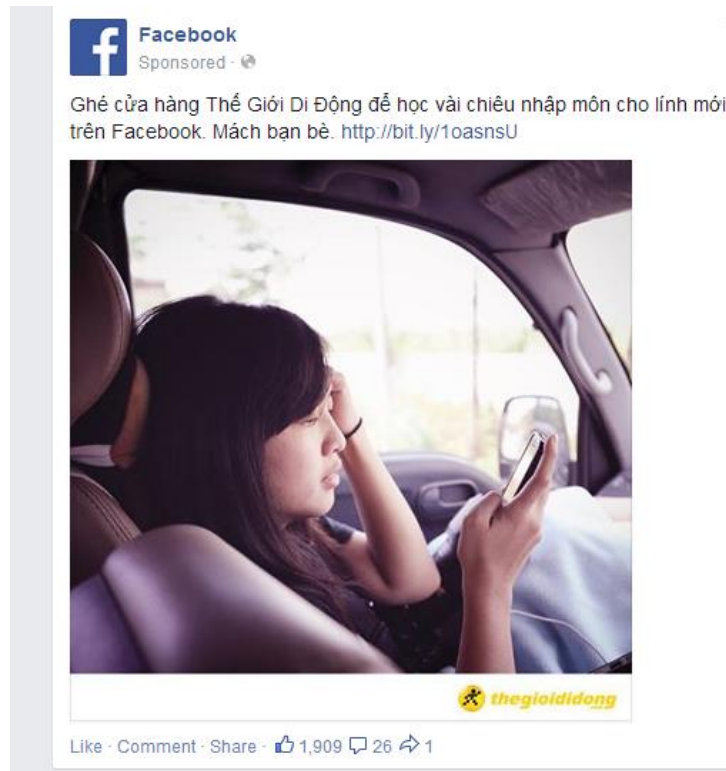 Facebook
Sponsored ·
Ghé cửa hàng Thế Giới Di Động để học vài chiêu nhập môn cho lính mới
trên Facebook. Mách bạn bè. http://bit.ly/1oasnsU
thegioididong
Like · Comment · Share · 1,909 26 1